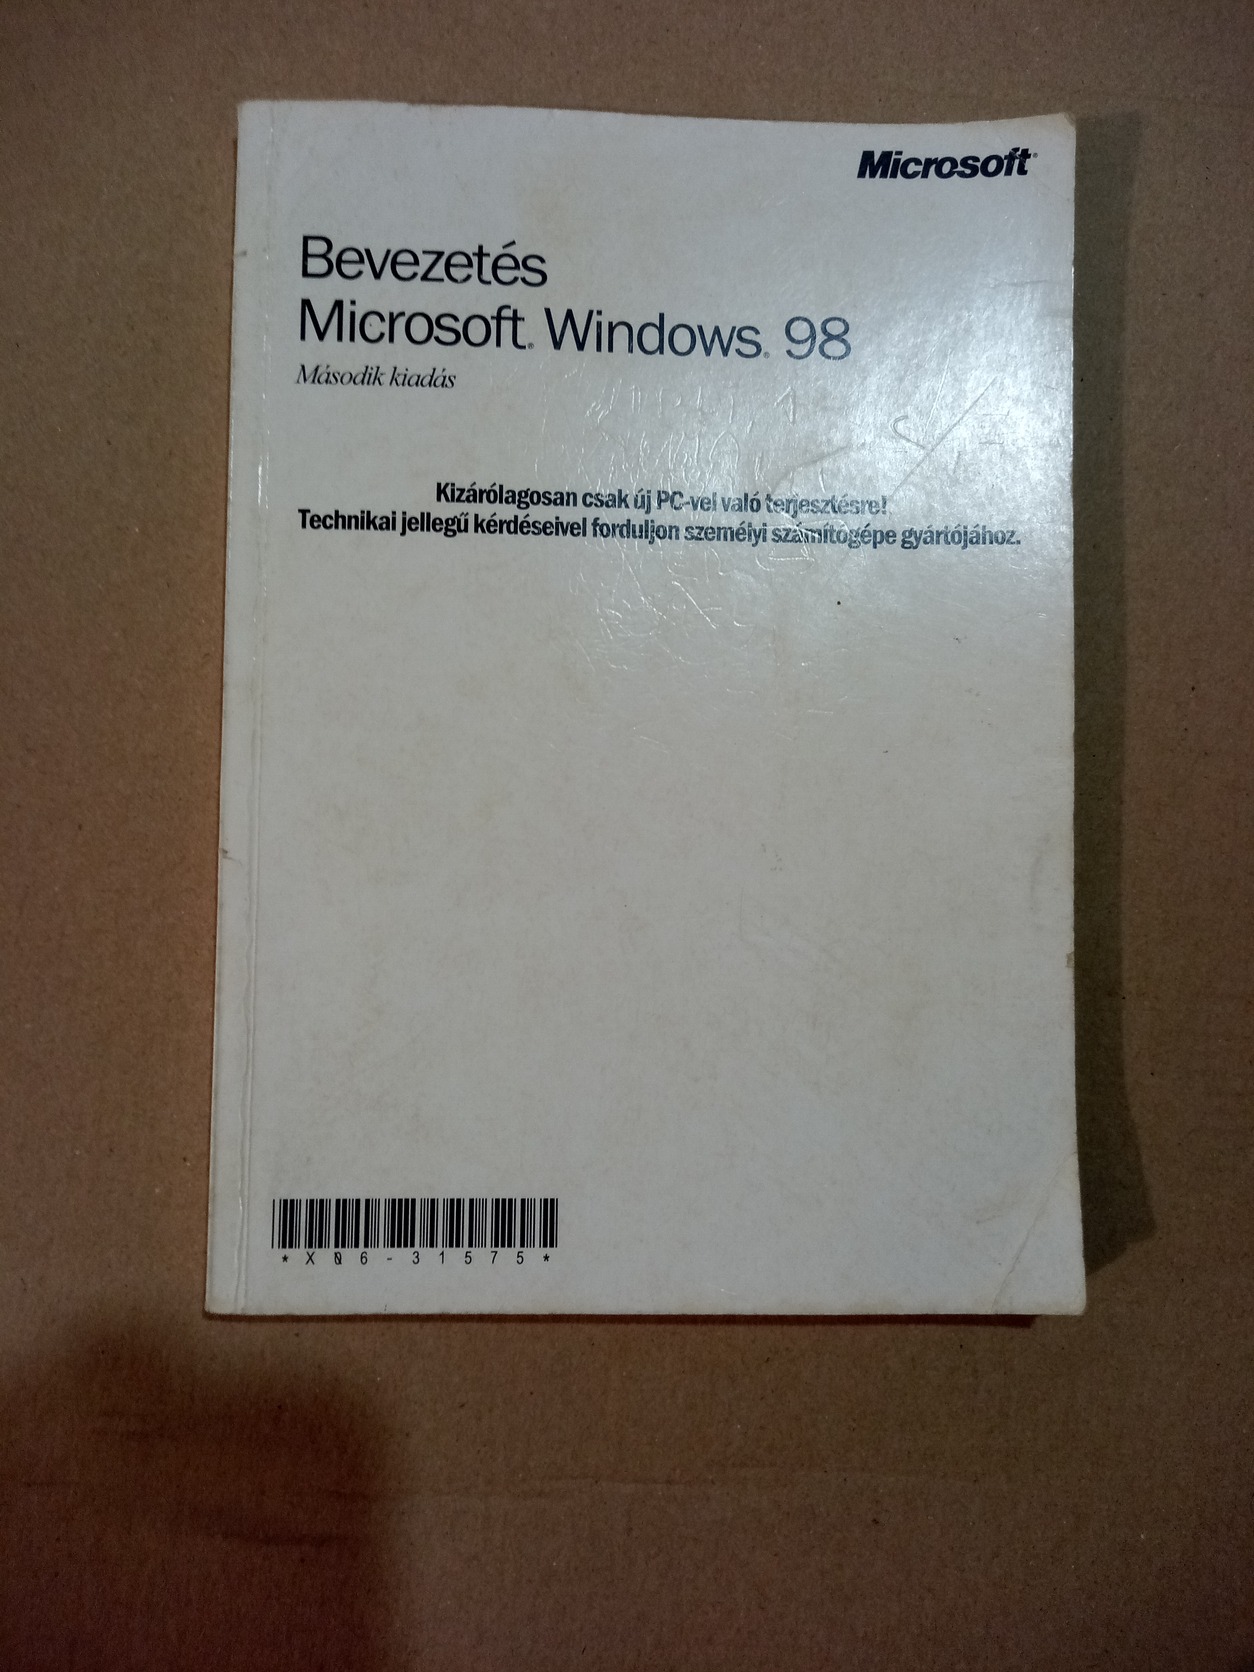 Microsoft®
Bevezetés
Microsoft® Windows® 98
Második kiadás
Kizárólagosan csak új PC-vel való terjesztésre!
Technikai jellegű kérdéseivel forduljon személyi számítógépe gyártójához.
*X06-31575*